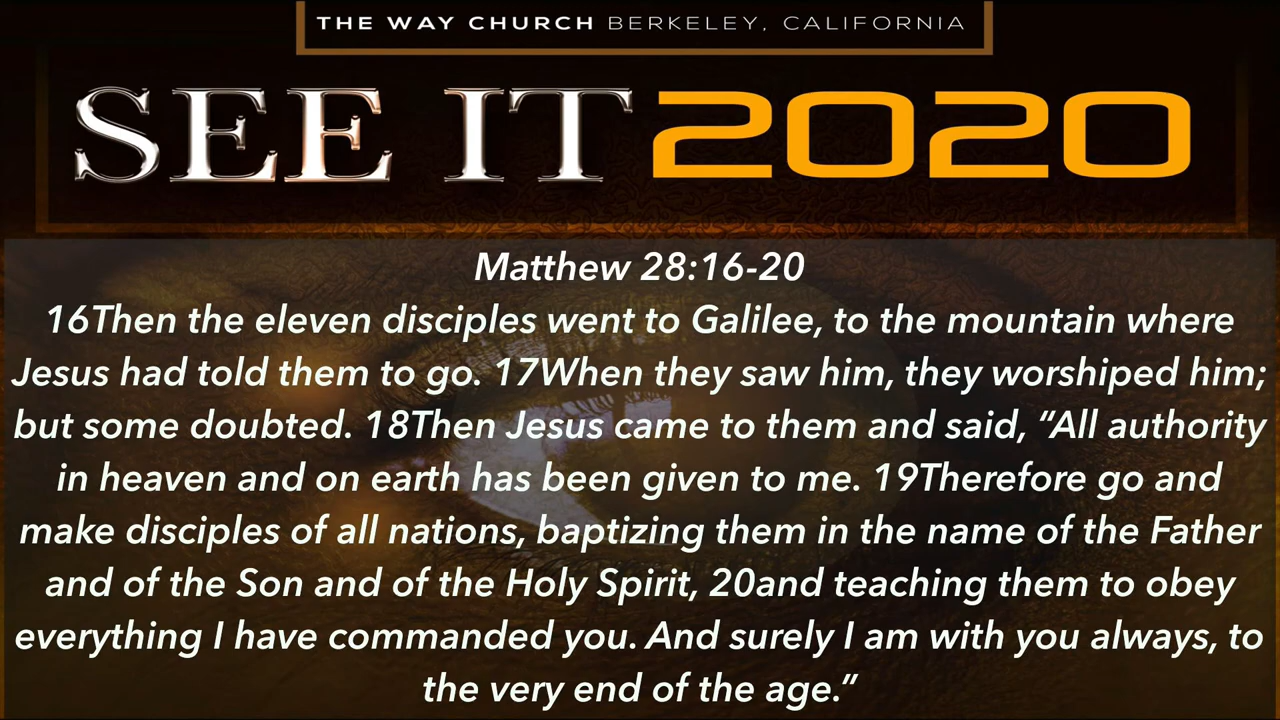 THE WAY CHURCH BERKELEY, CALIFORNIA
SEE IT 2020
Matthew 28:16-20
16Then the eleven disciples went to Galilee, to the mountain where
Jesus had told them to go. 17When they saw him, they worshiped him;
but some doubted. 18Then Jesus came to them and said, “All authority
in heaven and on earth has been given to me. 19Therefore go and
make disciples of all nations, baptizing them in the name of the Father
and of the Son and of the Holy Spirit, 20and teaching them to obey
everything I have commanded you. And surely I am with you always, to
the very end of the age.”